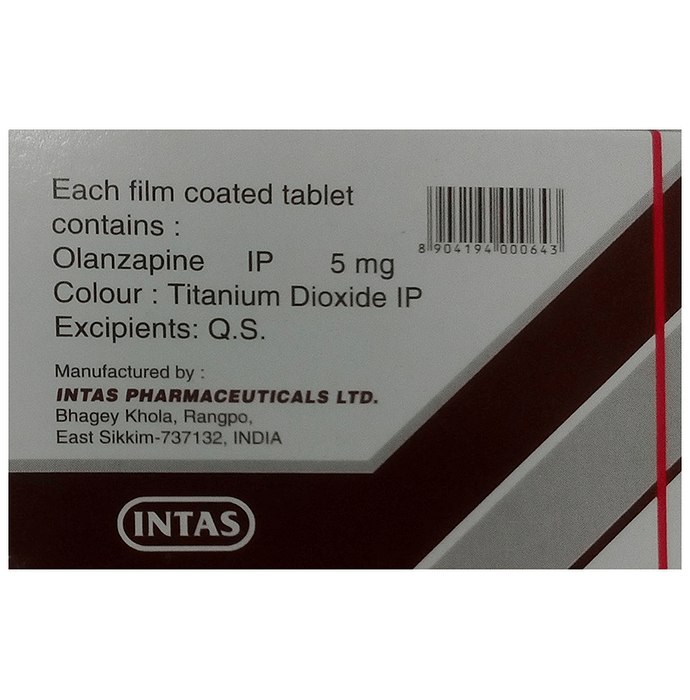 Each film coated tablet
contains :
Olanzapine IP 5 mg
Colour : Titanium Dioxide IP
Excipients: Q.S.
Manufactured by :
INTAS PHARMACEUTICALS LTD.
Bhagey Khola, Rangpo,
East Sikkim-737132, INDIA
8 904194 000643
INTAS